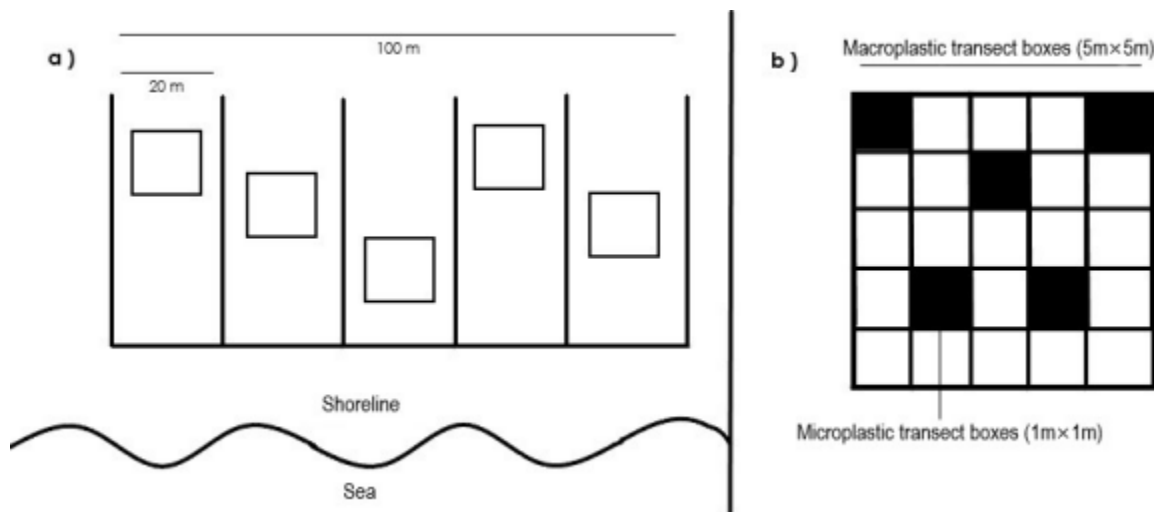 a )
100 m
20 m
Shoreline
Sea
b )
Macroplastic transect boxes (5m×5m)
Microplastic transect boxes (1m×1m)